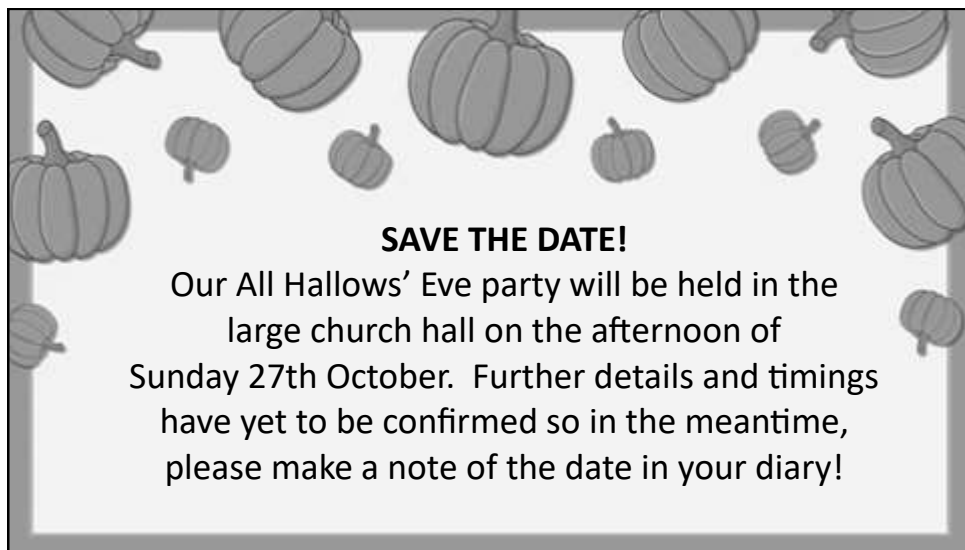 SAVE THE DATE!
Our All Hallows’ Eve party will be held in the
large church hall on the afternoon of
Sunday 27th October.  Further details and timings
have yet to be confirmed so in the meantime,
please make a note of the date in your diary!